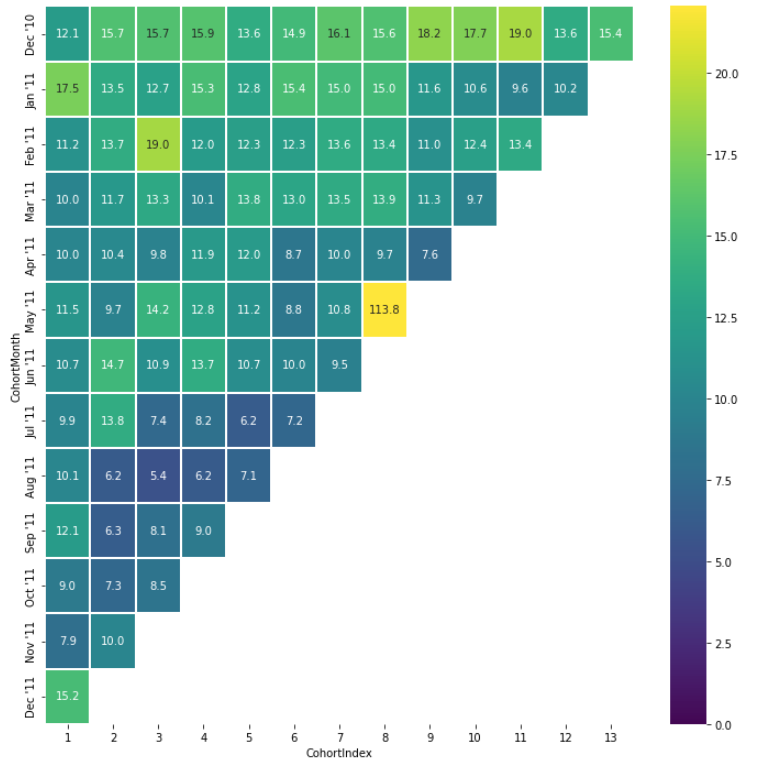 CohortMonth
Dec '10 12.1 15.7 15.7 15.9 13.6 14.9 16.1 15.6 18.2 17.7 19.0 13.6 15.4
Jan '11 17.5 13.5 12.7 15.3 12.8 15.4 15.0 15.0 11.6 10.6 9.6 10.2
Feb '11 11.2 13.7 19.0 12.0 12.3 12.3 13.6 13.4 11.0 12.4 13.4
Mar '11 10.0 11.7 13.3 10.1 13.8 13.0 13.5 13.9 11.3 9.7
Apr '11 10.0 10.4 9.8 11.9 12.0 8.7 10.0 9.7 7.6
May '11 11.5 9.7 14.2 12.8 11.2 8.8 10.8 113.8
Jun '11 10.7 14.7 10.9 13.7 10.7 10.0 9.5
Jul '11 9.9 13.8 7.4 8.2 6.2 7.2
Aug '11 10.1 6.2 5.4 6.2 7.1
Sep '11 12.1 6.3 8.1 9.0
Oct '11 9.0 7.3 8.5
Nov '11 7.9 10.0
Dec '11 15.2
1 2 3 4 5 6 7 8 9 10 11 12 13
CohortIndex
20.0
17.5
15.0
12.5
10.0
7.5
5.0
2.5
0.0